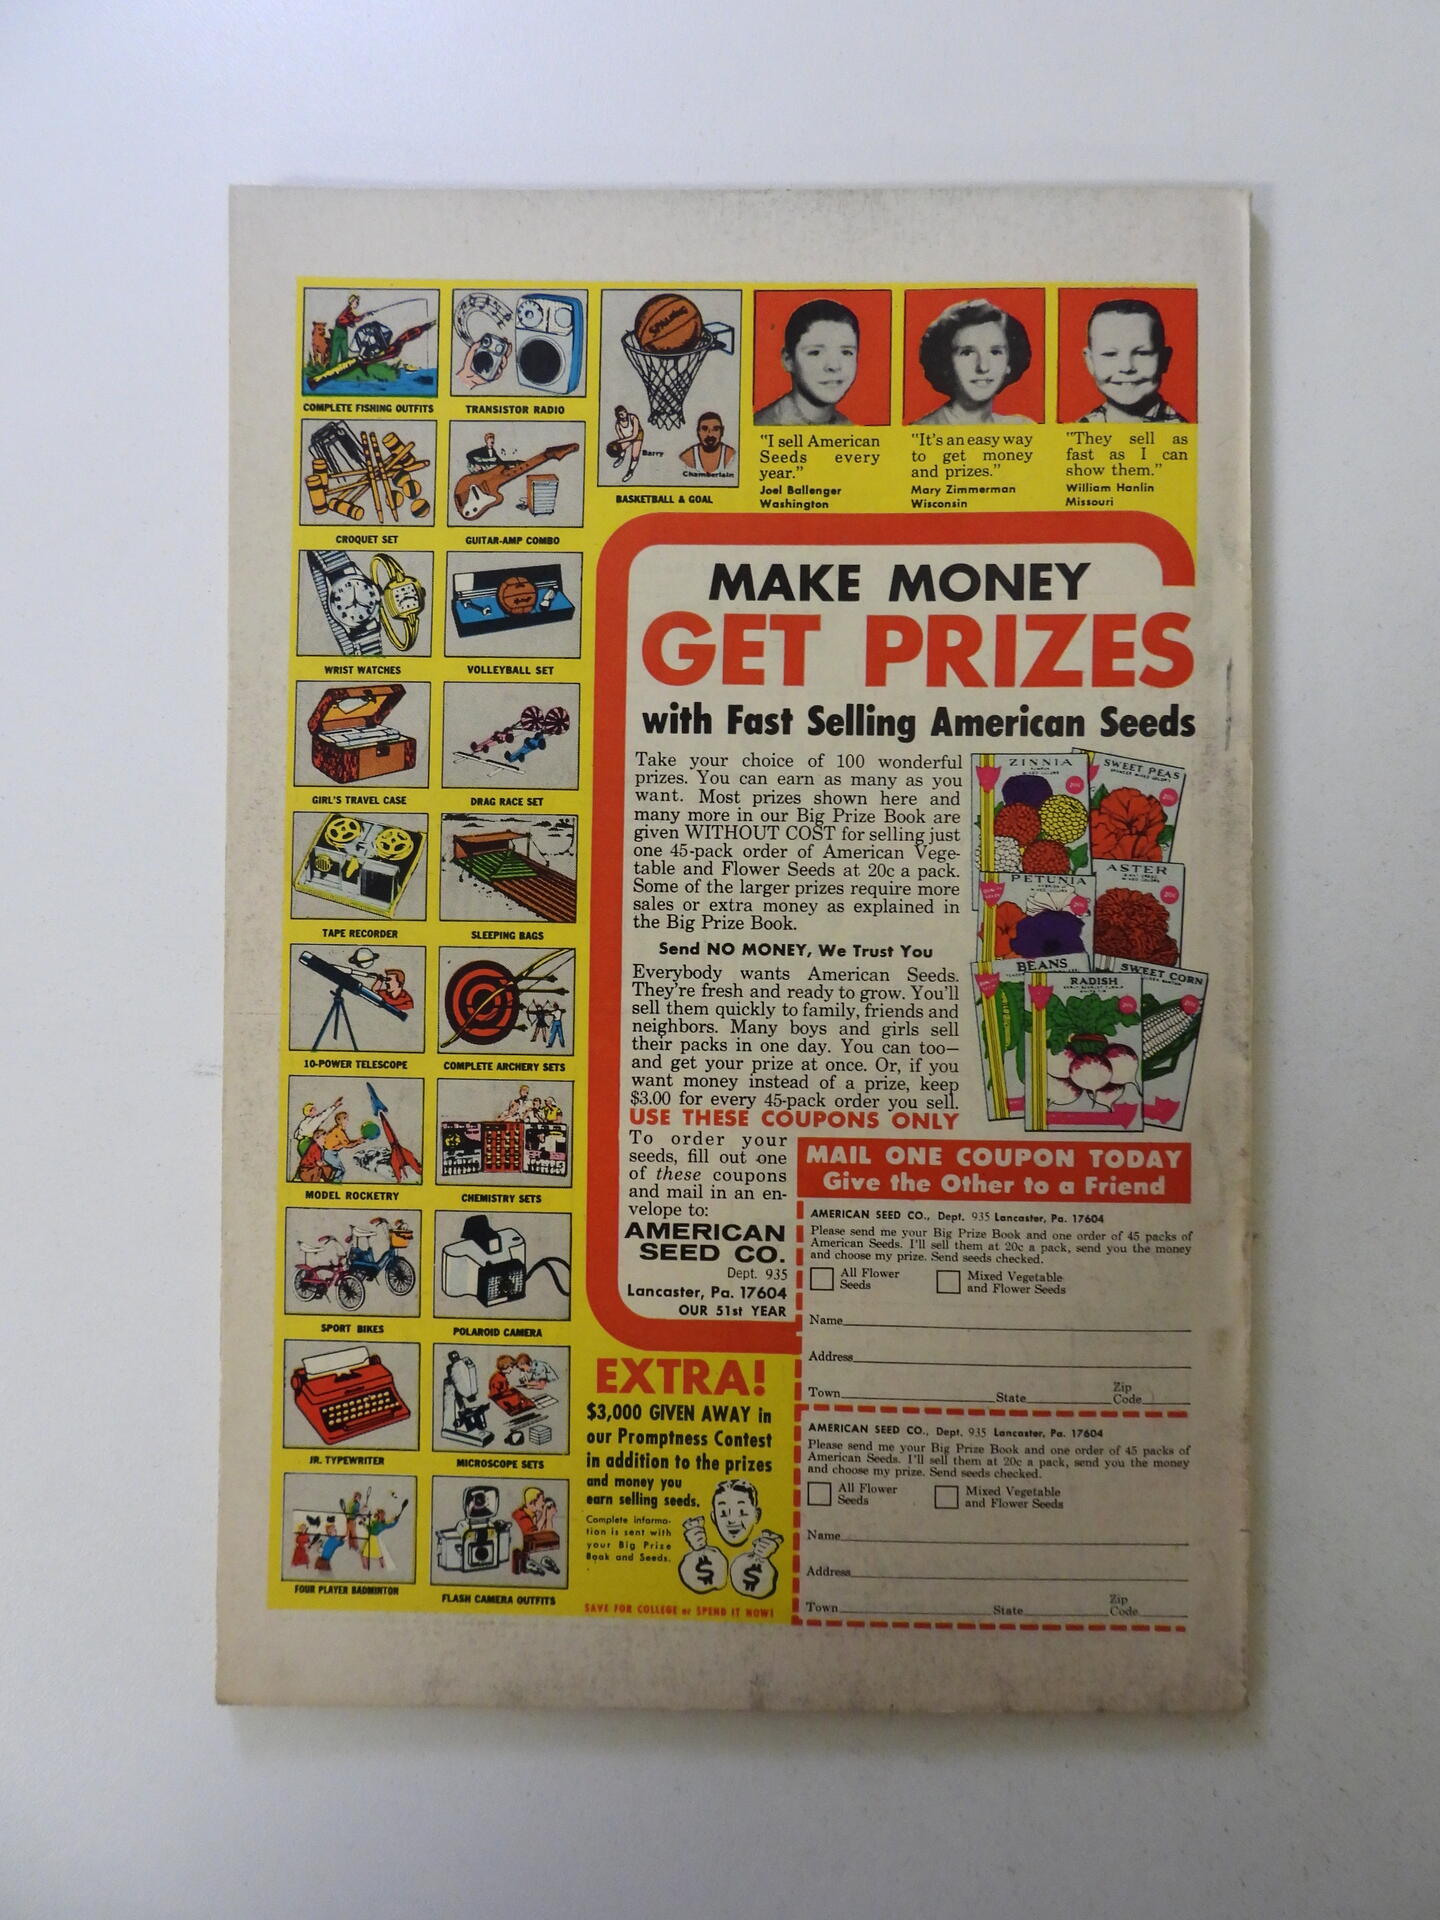 COMPLETE FISHING OUTFITS
TRANSISTOR RADIO
CROQUET SET
GUITAR-AMP COMBO
WRIST WATCHES
VOLLEYBALL SET
GIRL'S TRAVEL CASE
DRAG RACE SET
TAPE RECORDER
SLEEPING BAGS
10-POWER TELESCOPE
COMPLETE ARCHERY SETS
MODEL ROCKETRY
CHEMISTRY SETS
SPORT BIKES
POLAROID CAMERA
JR. TYPEWRITER
MICROSCOPE SETS
FOUR PLAYER BADMINTON
FLASH CAMERA OUTFITS
SPALDING
Barry
Chamberlain
BASKETBALL & GOAL
"I sell American
Seeds every
year."
Joel Ballenger
Washington
"It's an easy way
to get money
and prizes."
Mary Zimmerman
Wisconsin
"They sell as
fast as I can
show them."
William Hanlin
Missouri
MAKE MONEY
GET PRIZES
with Fast Selling American Seeds
Take your choice of 100 wonderful
prizes. You can earn as many as you
want. Most prizes shown here and
many more in our Big Prize Book are
given WITHOUT COST for selling just
one 45-pack order of American Vege-
table and Flower Seeds at 20c a pack.
Some of the larger prizes require more
sales or extra money as explained in
the Big Prize Book.
Send NO MONEY, We Trust You
Everybody wants American Seeds.
They're fresh and ready to grow. You'll
sell them quickly to family, friends and
neighbors. Many boys and girls sell
their packs in one day. You can too—
and get your prize at once. Or, if you
want money instead of a prize, keep
$3.00 for every 45-pack order you sell.
USE THESE COUPONS ONLY
ZINNIA
SWEET PEAS
PETUNIA
ASTER
BEANS
RADISH
SWEET CORN
To order your
seeds, fill out one
of these coupons
and mail in an en-
velope to:
AMERICAN
SEED CO.
Dept. 935
Lancaster, Pa. 17604
OUR 51st YEAR
EXTRA!
$3,000 GIVEN AWAY in
our Promptness Contest
in addition to the prizes
and money you
earn selling seeds.
Complete informa-
tion is sent with
your Big Prize
Book and Seeds.
$ $
SAVE FOR COLLEGE or SPEND IT NOW!
MAIL ONE COUPON TODAY
Give the Other to a Friend
AMERICAN SEED CO., Dept. 935 Lancaster, Pa. 17604
Please send me your Big Prize Book and one order of 45 packs of
American Seeds. I'll sell them at 20c a pack, send you the money
and choose my prize. Send seeds checked.
All Flower Seeds
Mixed Vegetable and Flower Seeds
Name
Address
Town State Zip Code
AMERICAN SEED CO., Dept. 935 Lancaster, Pa. 17604
Please send me your Big Prize Book and one order of 45 packs of
American Seeds. I'll sell them at 20c a pack, send you the money
and choose my prize. Send seeds checked.
All Flower Seeds
Mixed Vegetable and Flower Seeds
Name
Address
Town State Zip Code